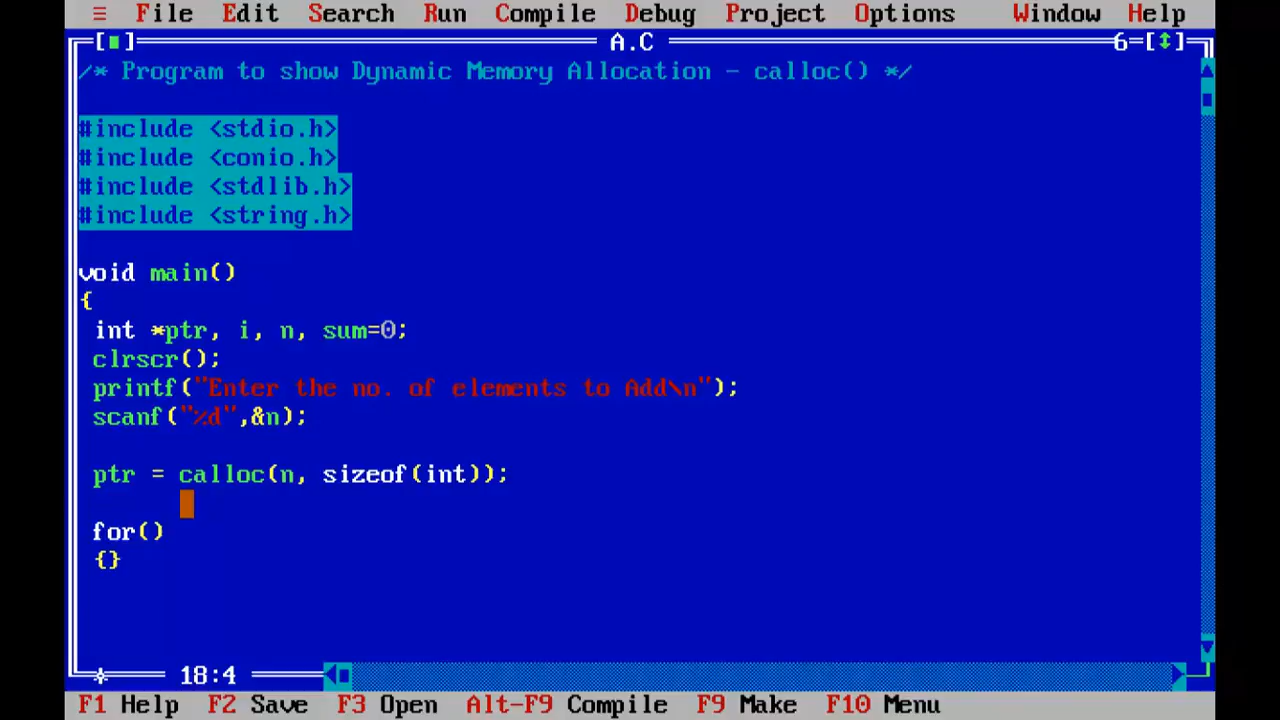 ≡ File Edit Search Run Compile Debug Project Options Window Help
[■] A.C 6=[↕]
/* Program to show Dynamic Memory Allocation - calloc() */
#include <stdio.h>
#include <conio.h>
#include <stdlib.h>
#include <string.h>
void main()
{
int *ptr, i, n, sum=0;
clrscr();
printf("Enter the no. of elements to Add\n");
scanf("%d",&n);
ptr = calloc(n, sizeof(int));
for()
{}
18:4
F1 Help F2 Save F3 Open Alt-F9 Compile F9 Make F10 Menu